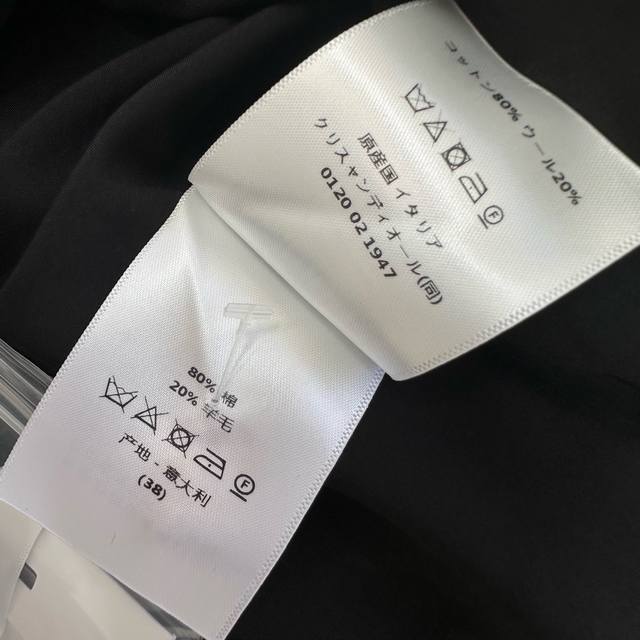 コットン80% ウール20%
原産国 イタリア
クリスャンディオール(同)
0120 02 1947
80% 棉
20% 羊毛
产地 - 意大利
(38)